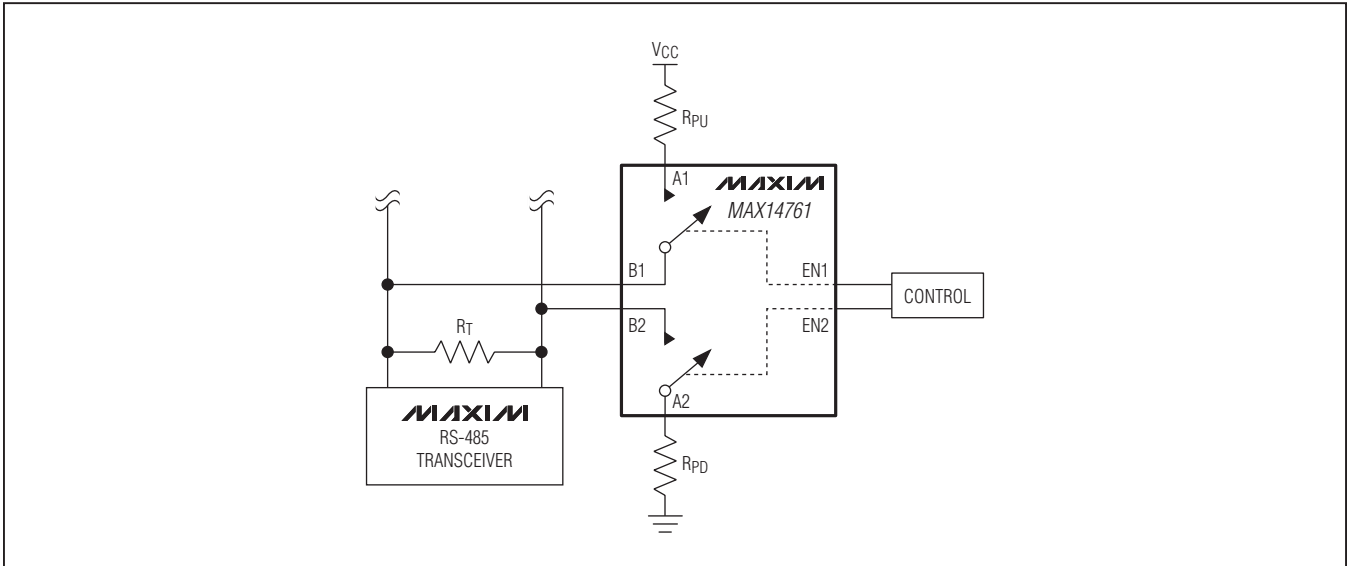 VCC
RPU
A1
MAXIM
MAX14761
B1
EN1
CONTROL
B2
EN2
RT
A2
MAXIM
RS-485
TRANSCEIVER
RPD